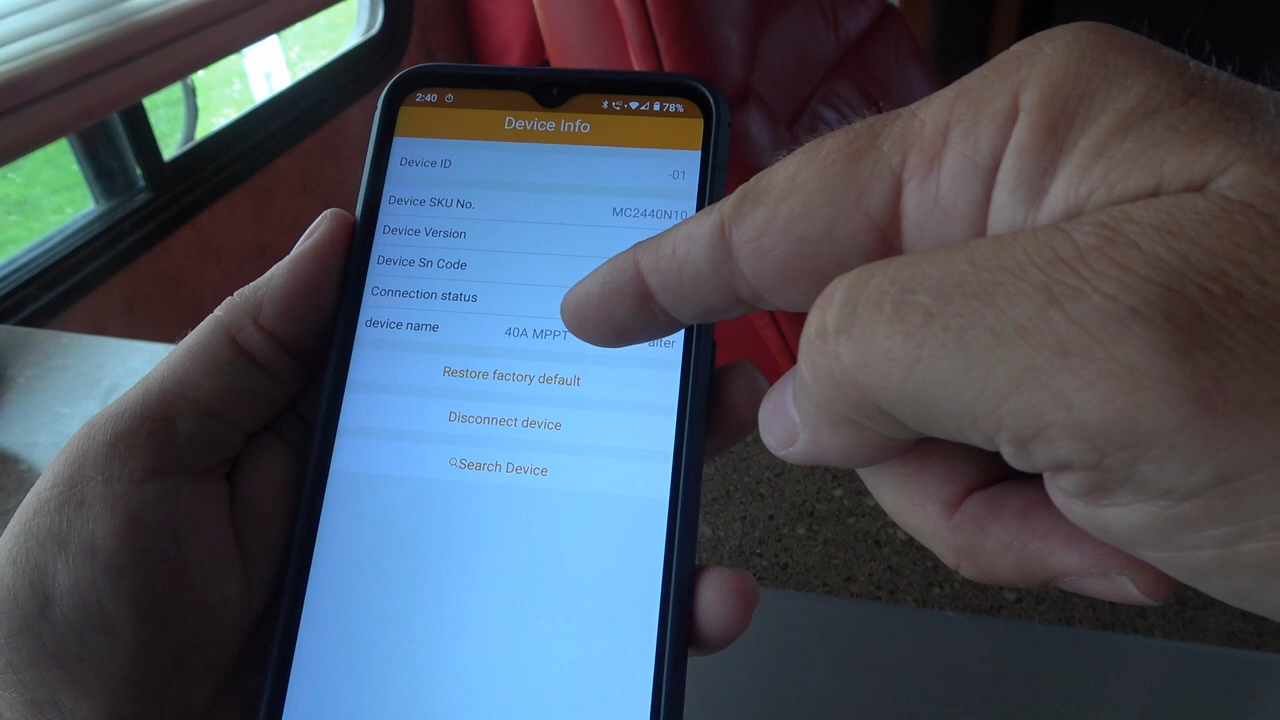 2:40 78%
Device Info
Device ID -01
Device SKU No. MC2440N10
Device Version
Device Sn Code
Connection status
device name 40A MPPT alter
Restore factory default
Disconnect device
Search Device